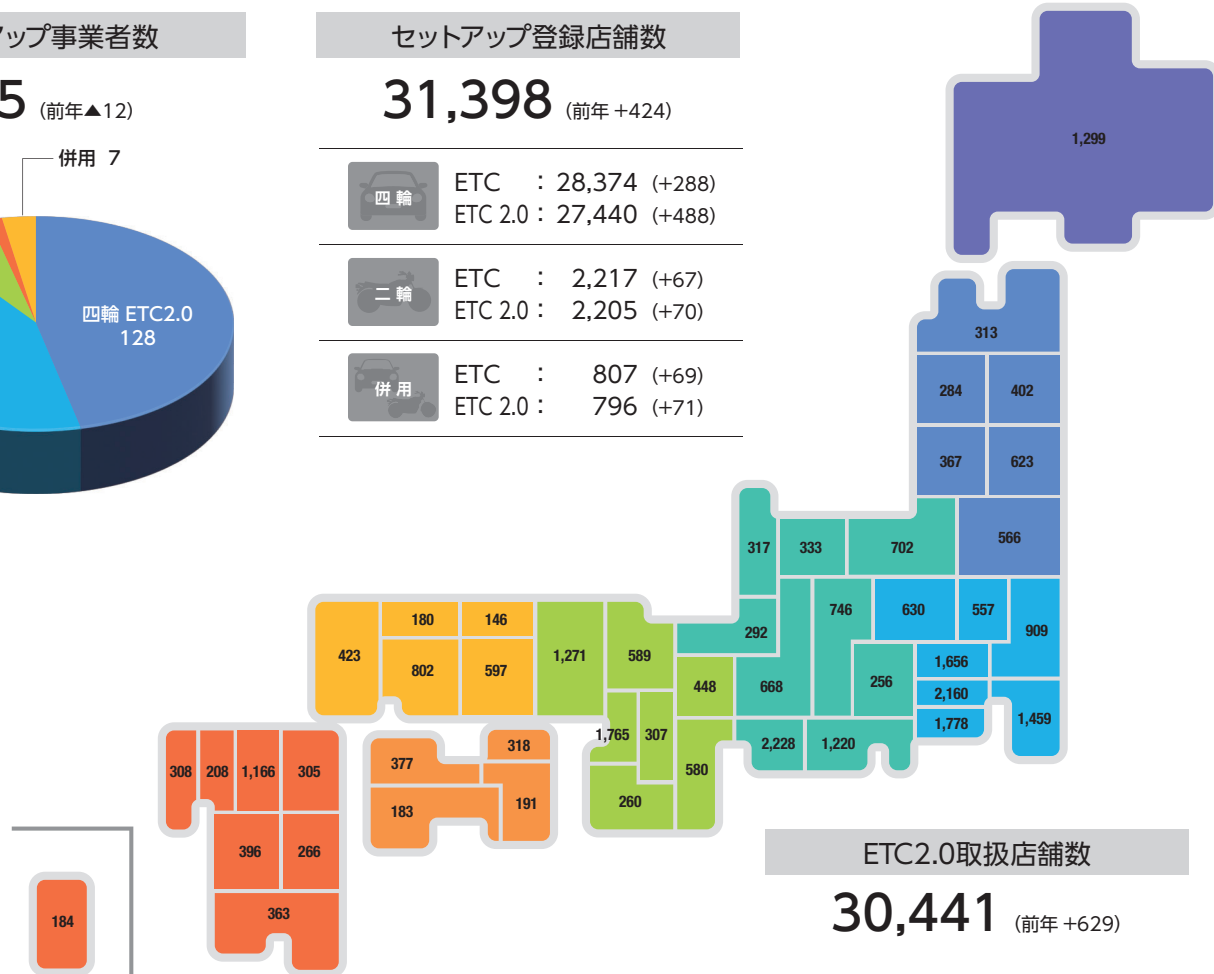 ップ事業者数
5 (前年▲12)
併用 7
四輪 ETC2.0
128
セットアップ登録店舗数
31,398 (前年 +424)
四 輪
ETC : 28,374 (+288)
ETC 2.0 : 27,440 (+488)
二 輪
ETC : 2,217 (+67)
ETC 2.0 : 2,205 (+70)
併 用
ETC : 807 (+69)
ETC 2.0 : 796 (+71)
1,299
313
284 402
367 623
317 333 702 566
180 146 746 630 557
292 909
423 802 597 1,271 589 1,656
448 668 256 2,160
1,778 1,459
1,765 307 2,228 1,220
318
377
580
308 208 1,166 305
183 191 260
396 266
363
184
ETC2.0取扱店舗数
30,441 (前年 +629)